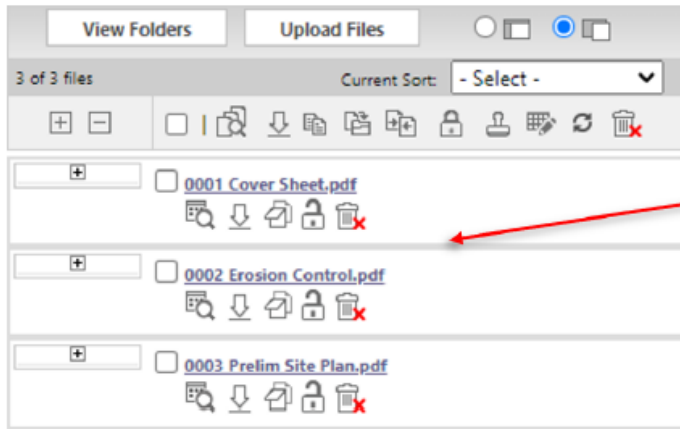 View Folders Upload Files
3 of 3 files Current Sort: - Select -
0001 Cover Sheet.pdf
0002 Erosion Control.pdf
0003 Prelim Site Plan.pdf